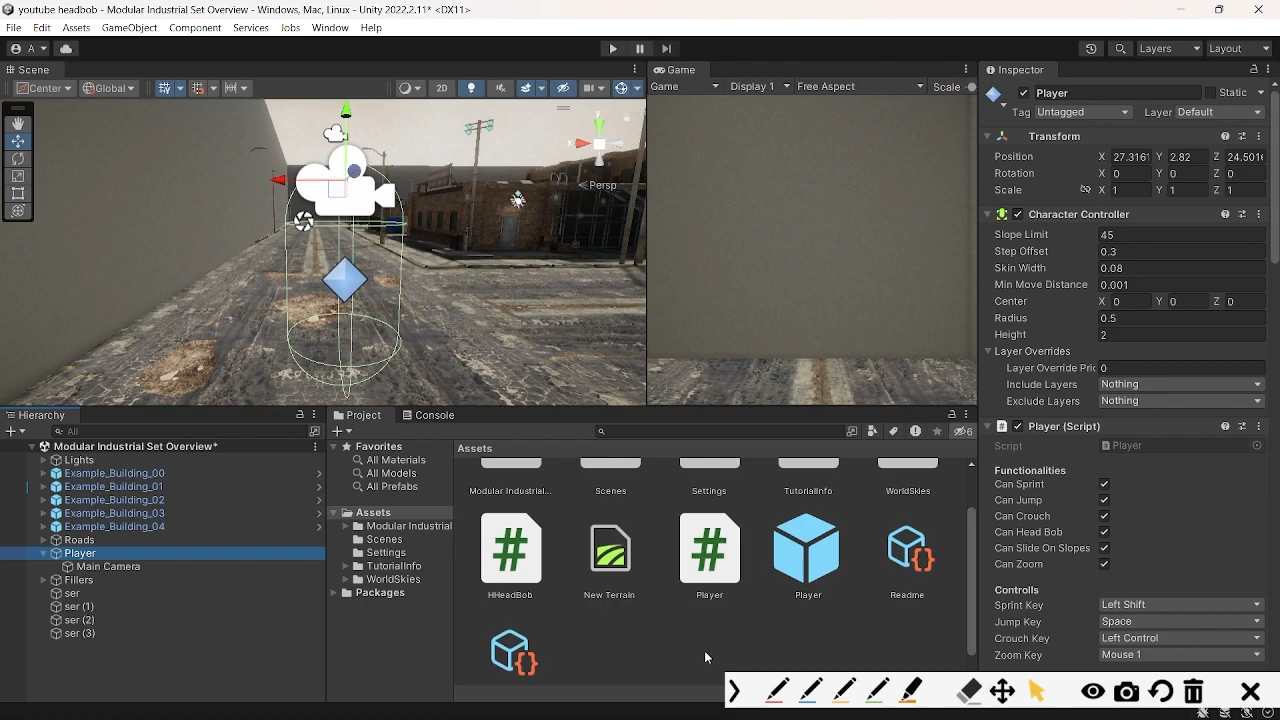 youtube headbob - Modular Industrial Set Overview - Windows, Mac, Linux - Unity 2022.2.11* <DX11>
File Edit Assets GameObject Component Services Jobs Window Help
A Layers Layout
Scene Game Inspector
Center Global 2D Game Display 1 Free Aspect Scale
Player Static
Tag Untagged Layer Default
Transform
Position X 27.316 Y 2.82 Z 24.501
Rotation X 0 Y 0 Z 0
Scale X 1 Y 1 Z 1
y
x
Persp
Character Controller
Slope Limit 45
Step Offset 0.3
Skin Width 0.08
Min Move Distance 0.001
Center X 0 Y 0 Z 0
Radius 0.5
Height 2
Layer Overrides
Layer Override Pric 0
Include Layers Nothing
Exclude Layers Nothing
Player (Script)
Script Player
Functionalities
Can Sprint
Can Jump
Can Crouch
Can Head Bob
Can Slide On Slopes
Can Zoom
Controls
Sprint Key Left Shift
Jump Key Space
Crouch Key Left Control
Zoom Key Mouse 1
Hierarchy
All
Modular Industrial Set Overview*
Lights
Example_Building_00
Example_Building_01
Example_Building_02
Example_Building_03
Example_Building_04
Roads
Player
Main Camera
Fillers
ser
ser (1)
ser (2)
ser (3)
Project Console
6
Favorites
All Materials
All Models
All Prefabs
Assets
Modular Industrial
Scenes
Settings
TutorialInfo
WorldSkies
Packages
Assets
Modular Industrial... Scenes Settings TutorialInfo WorldSkies
HHeadBob New Terrain Player Player Readme